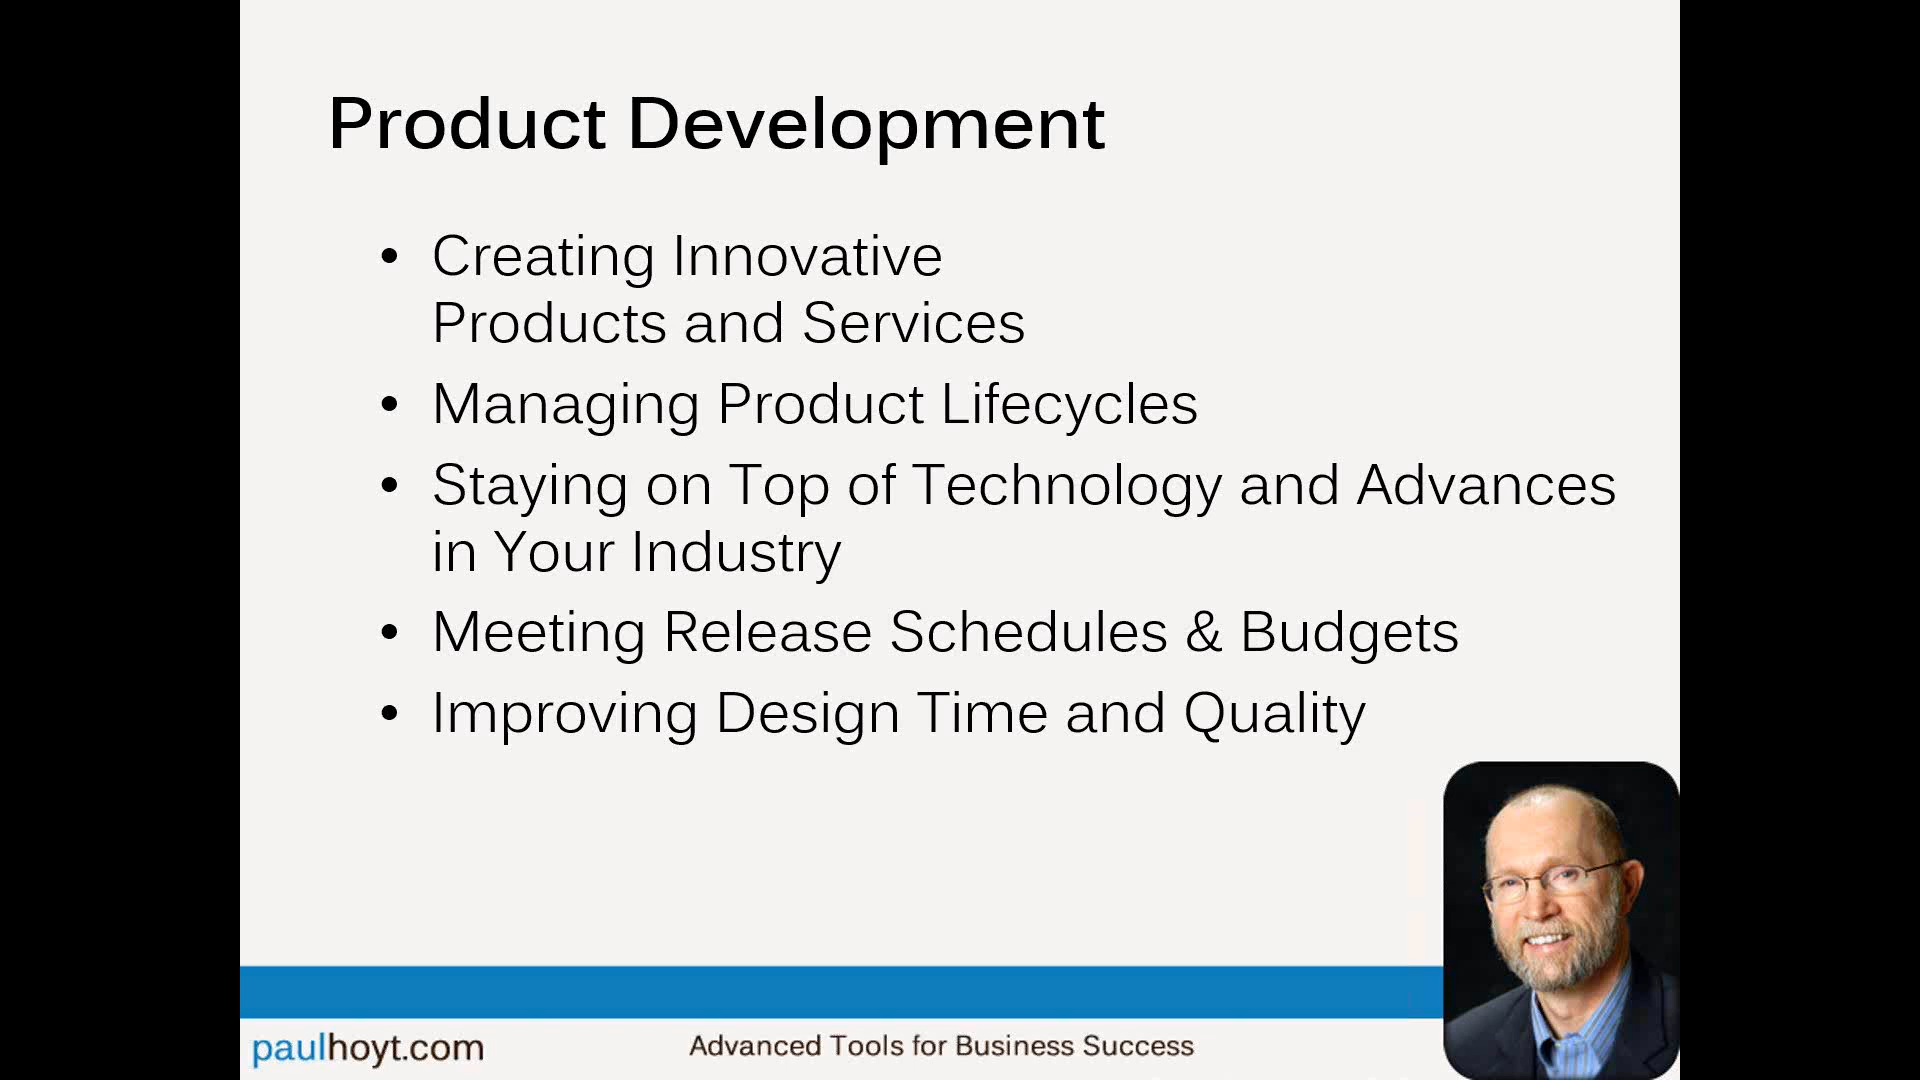 Product Development
• Creating Innovative
Products and Services
• Managing Product Lifecycles
• Staying on Top of Technology and Advances
in Your Industry
• Meeting Release Schedules & Budgets
• Improving Design Time and Quality
paulhoyt.com
Advanced Tools for Business Success